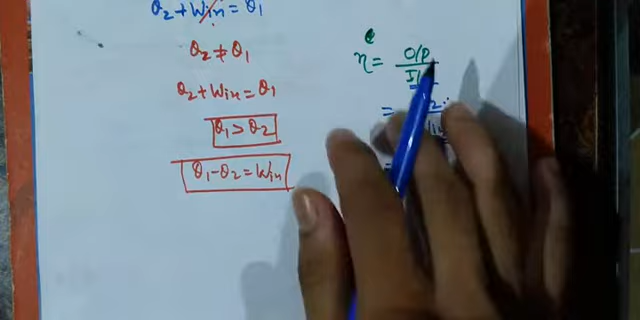 Q₂ + Win = Q₁
Q₂ ≠ Q₁
Q₂ + Win = Q₁
Q₁ > Q₂
Q₁ - Q₂ = Win
η = O/P